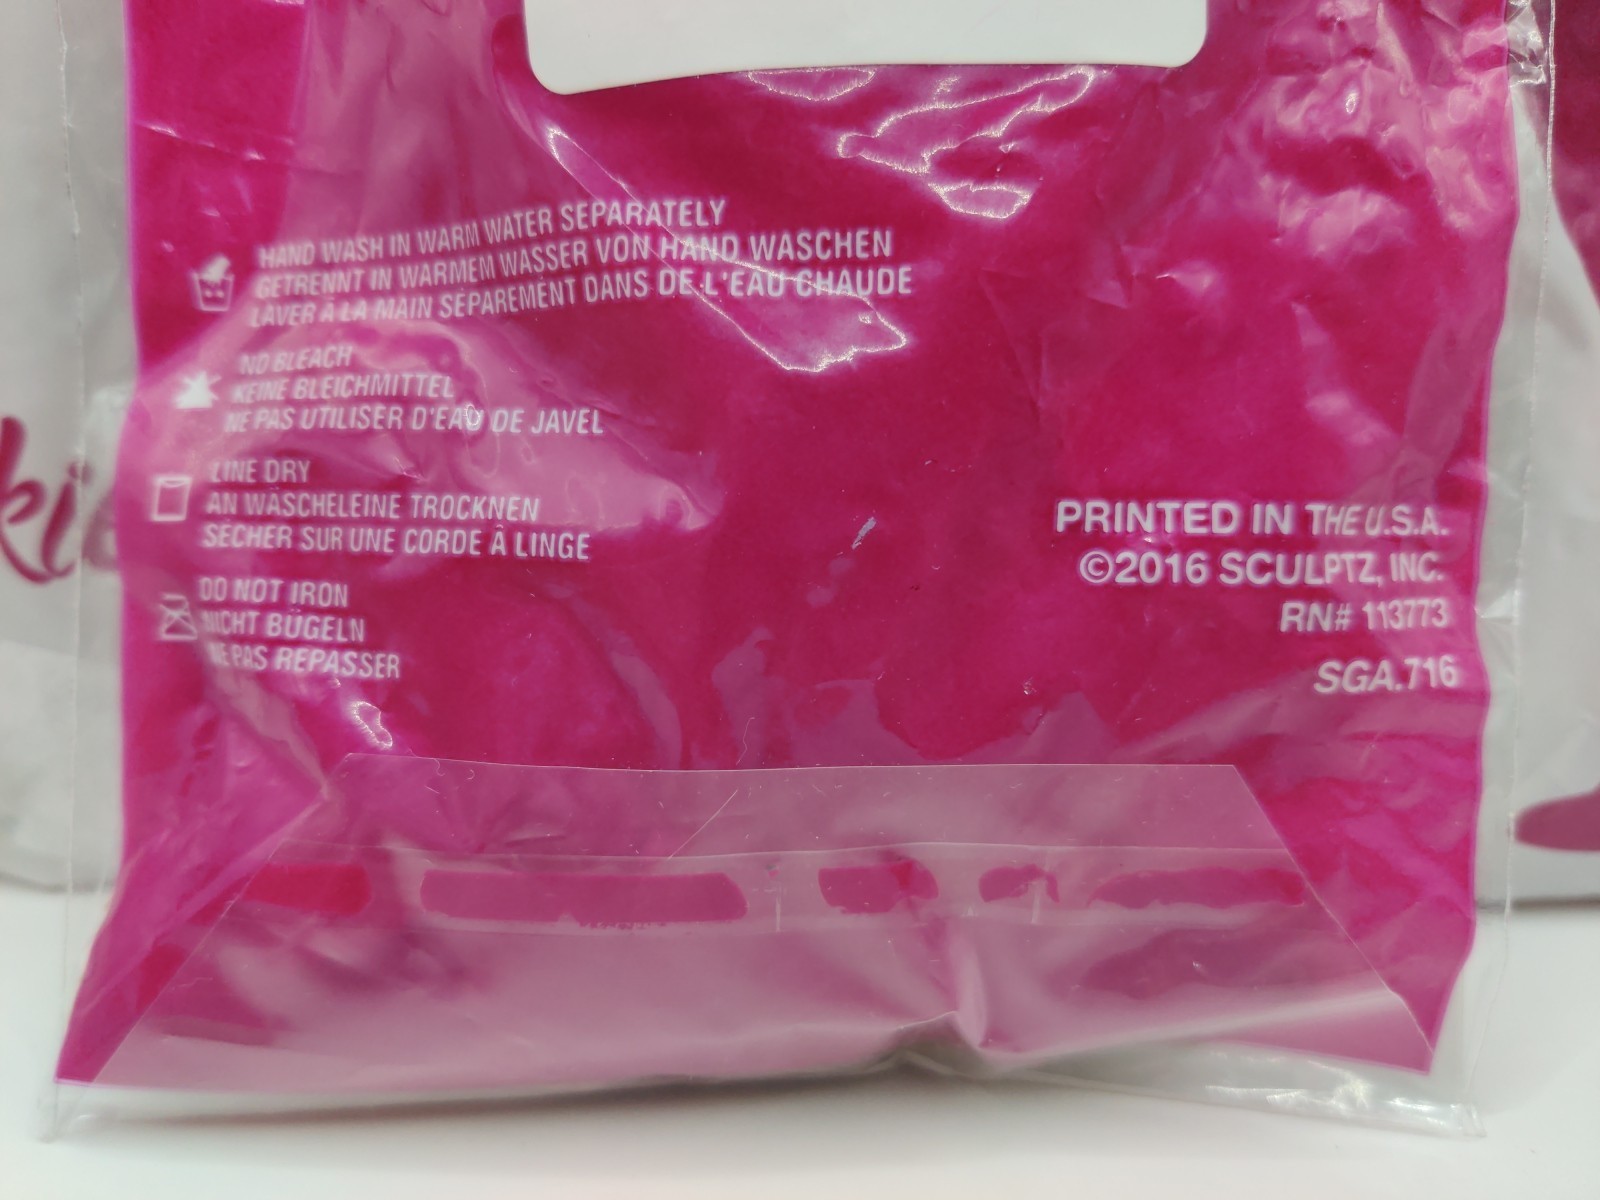 HAND WASH IN WARM WATER SEPARATELY
GETRENNT IN WARMEM WASSER VON HAND WASCHEN
LAVER À LA MAIN SÉPAREMENT DANS DE L'EAU CHAUDE
NO BLEACH
KEINE BLEICHMITTEL
NE PAS UTILISER D'EAU DE JAVEL
LINE DRY
AN WÄSCHELEINE TROCKNEN
SÉCHER SUR UNE CORDE À LINGE
DO NOT IRON
NICHT BÜGELN
NE PAS REPASSER
PRINTED IN THE U.S.A.
©2016 SCULPTZ, INC.
RN# 113773
SGA.716